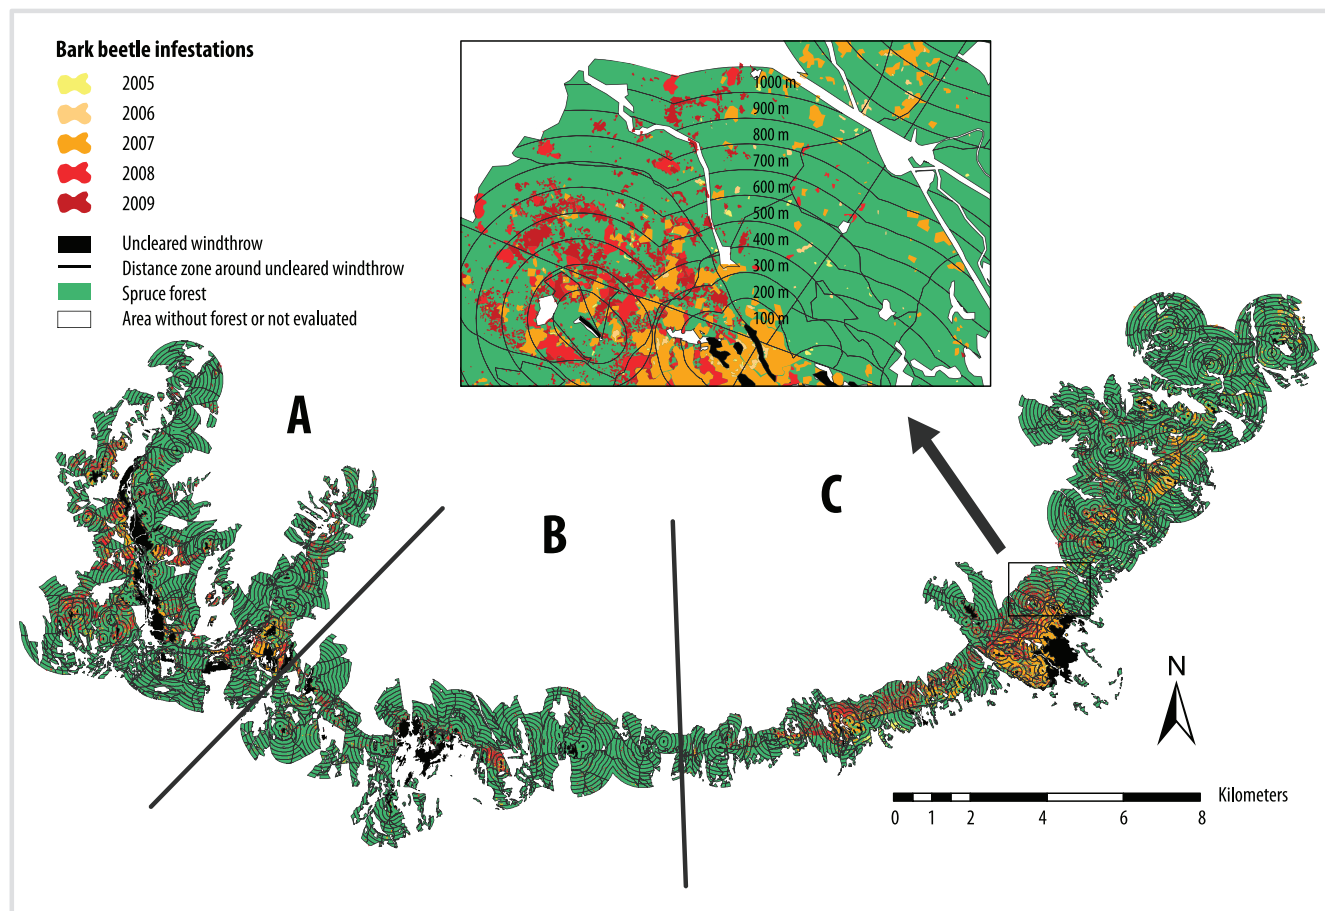 Bark beetle infestations
2005
2006
2007
2008
2009
Uncleared windthrow
Distance zone around uncleared windthrow
Spruce forest
Area without forest or not evaluated
1000 m
900 m
800 m
700 m
600 m
500 m
400 m
300 m
200 m
100 m
A
B
C
N
Kilometers
0 1 2 4 6 8